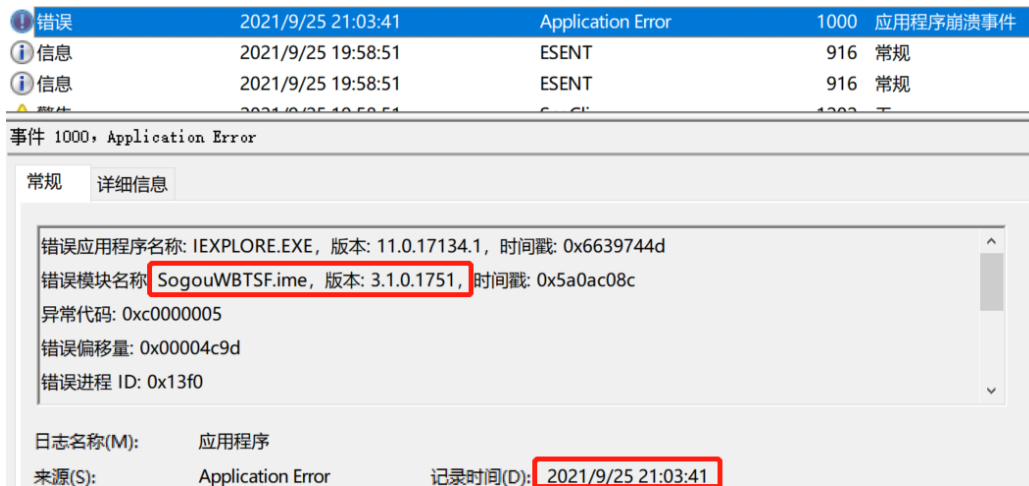 错误 2021/9/25 21:03:41 Application Error 1000 应用程序崩溃事件
信息 2021/9/25 19:58:51 ESENT 916 常规
信息 2021/9/25 19:58:51 ESENT 916 常规
事件 1000，Application Error
常规 详细信息
错误应用程序名称: IEXPLORE.EXE，版本: 11.0.17134.1，时间戳: 0x6639744d
错误模块名称 SogouWBTSF.ime，版本: 3.1.0.1751，时间戳: 0x5a0ac08c
异常代码: 0xc0000005
错误偏移量: 0x00004c9d
错误进程 ID: 0x13f0
日志名称(M): 应用程序
来源(S): Application Error 记录时间(D): 2021/9/25 21:03:41